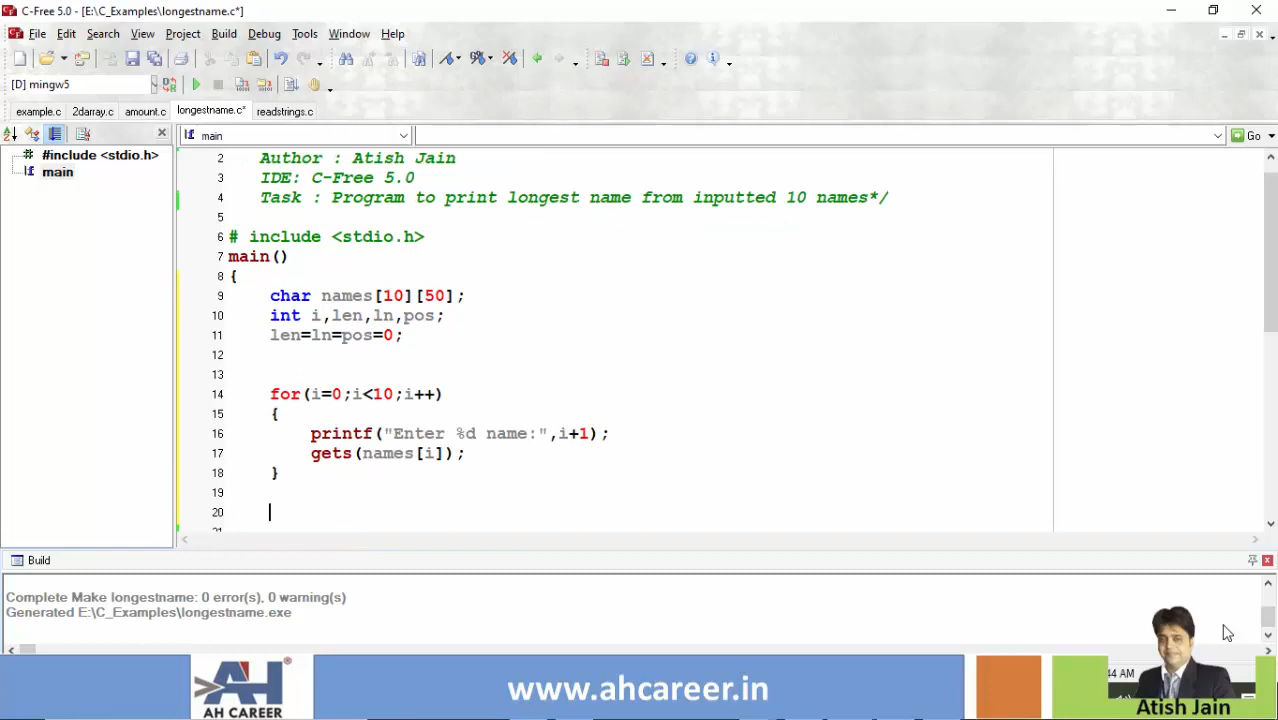 C-Free 5.0 - [E:\C_Examples\longestname.c*]
File Edit Search View Project Build Debug Tools Window Help
[D] mingw5
example.c 2darray.c amount.c longestname.c* readstrings.c
main Go
#include <stdio.h>
main
2 Author : Atish Jain
3 IDE: C-Free 5.0
4 Task : Program to print longest name from inputted 10 names*/
5
6 # include <stdio.h>
7 main()
8 {
9 char names[10][50];
10 int i,len,ln,pos;
11 len=ln=pos=0;
12
13
14 for(i=0;i<10;i++)
15 {
16 printf("Enter %d name:",i+1);
17 gets(names[i]);
18 }
19
20
Build
Complete Make longestname: 0 error(s), 0 warning(s)
Generated E:\C_Examples\longestname.exe
44 AM
AH
AH CAREER
www.ahcareer.in
Atish Jain